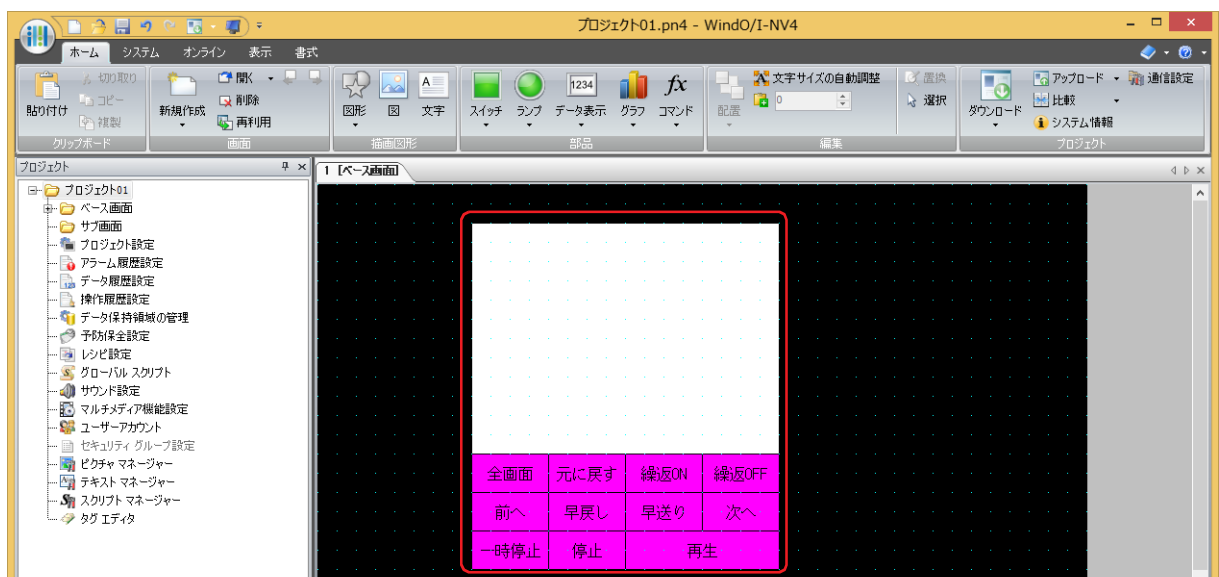 プロジェクト01.pn4 - WindO/I-NV4
ホーム システム オンライン 表示 書式
貼り付け 切り取り コピー 複製 新規作成 開く 削除 再利用 図形 図 文字 スイッチ ランプ データ表示 グラフ コマンド 配置 文字サイズの自動調整 0 置換 選択 ダウンロード アップロード 比較 システム情報 通信設定
クリップボード 画面 描画図形 部品 編集 プロジェクト
プロジェクト
1 [ベース画面]
プロジェクト01
ベース画面
サブ画面
プロジェクト設定
アラーム履歴設定
データ履歴設定
操作履歴設定
データ保持領域の管理
予防保全設定
レシピ設定
グローバル スクリプト
サウンド設定
マルチメディア機能設定
ユーザーアカウント
セキュリティ グループ設定
ピクチャ マネージャー
テキスト マネージャー
スクリプト マネージャー
タグ エディタ
全画面 元に戻す 繰返ON 繰返OFF
前へ 早戻し 早送り 次へ
一時停止 停止 再生